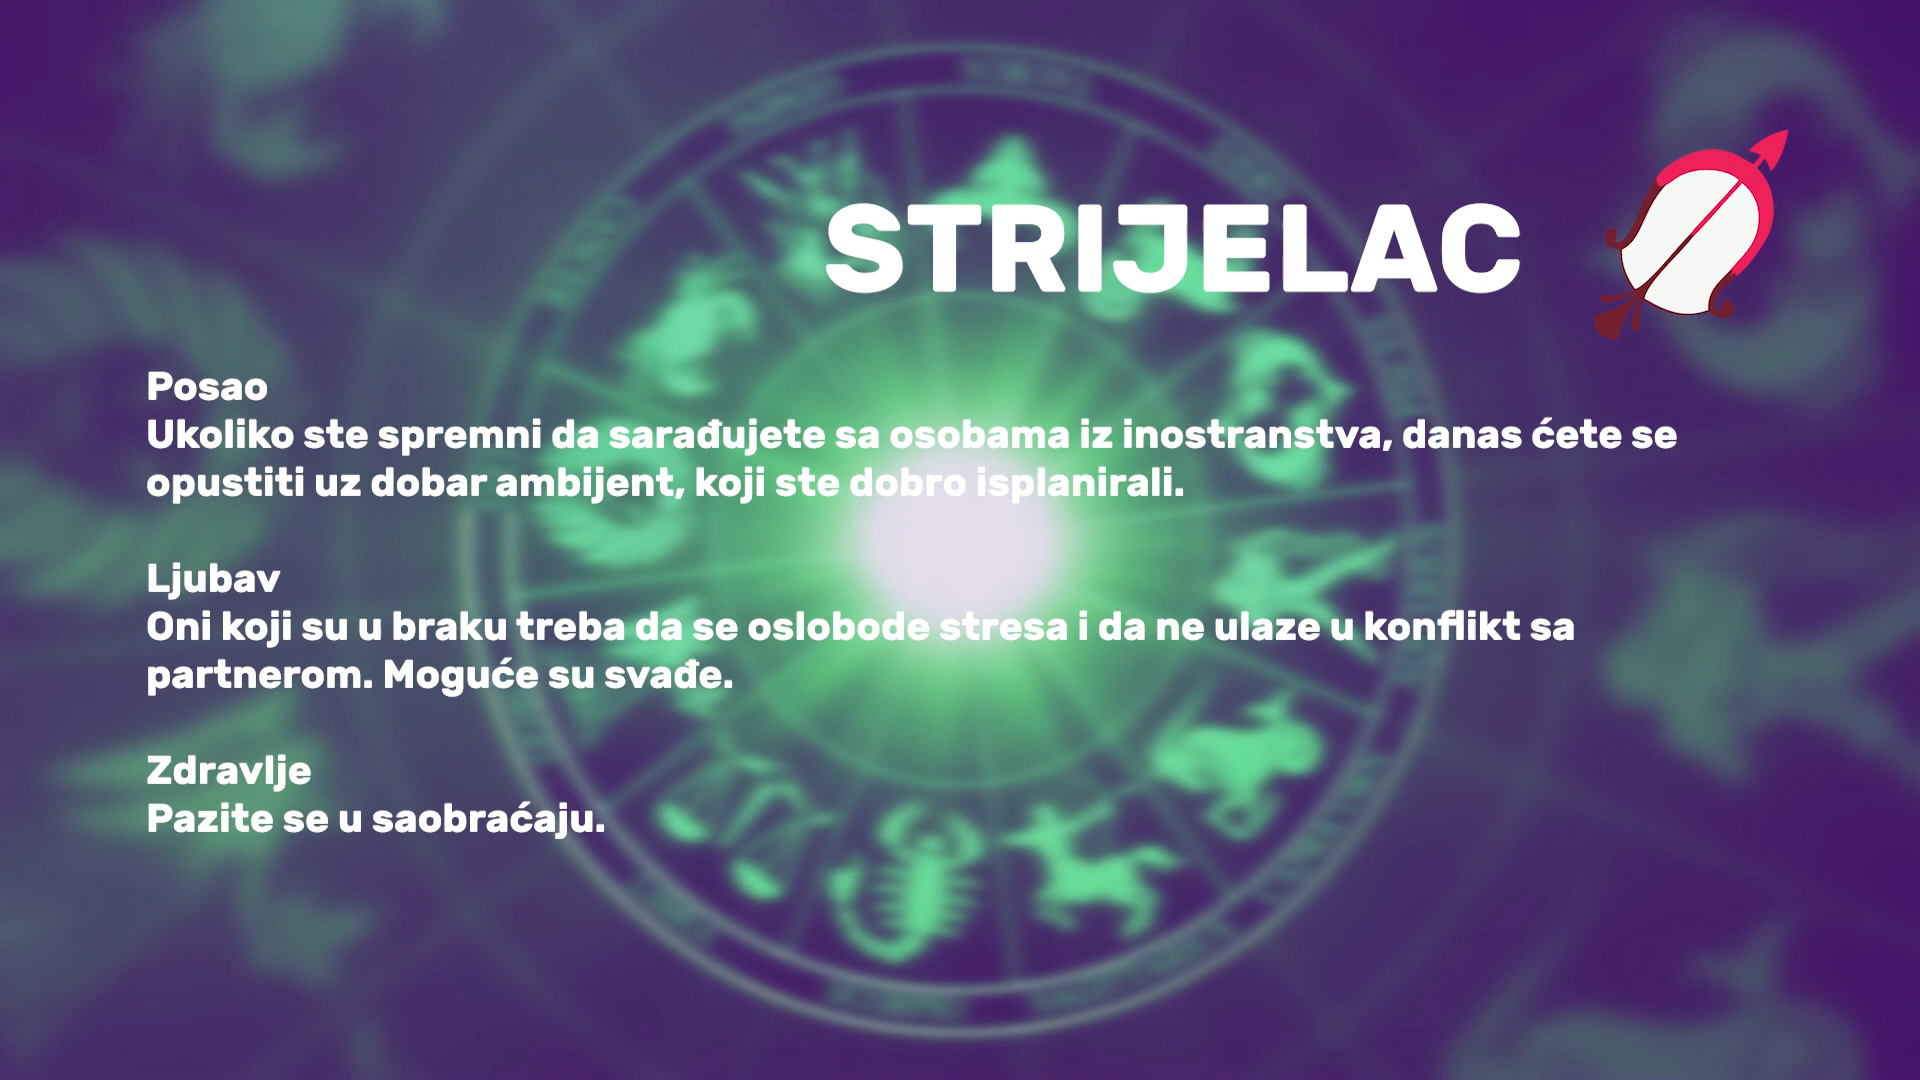 STRIJELAC
Posao
Ukoliko ste spremni da sarađujete sa osobama iz inostranstva, danas ćete se
opustiti uz dobar ambijent, koji ste dobro isplanirali.
Ljubav
Oni koji su u braku treba da se oslobode stresa i da ne ulaze u konflikt sa
partnerom. Moguće su svađe.
Zdravlje
Pazite se u saobraćaju.